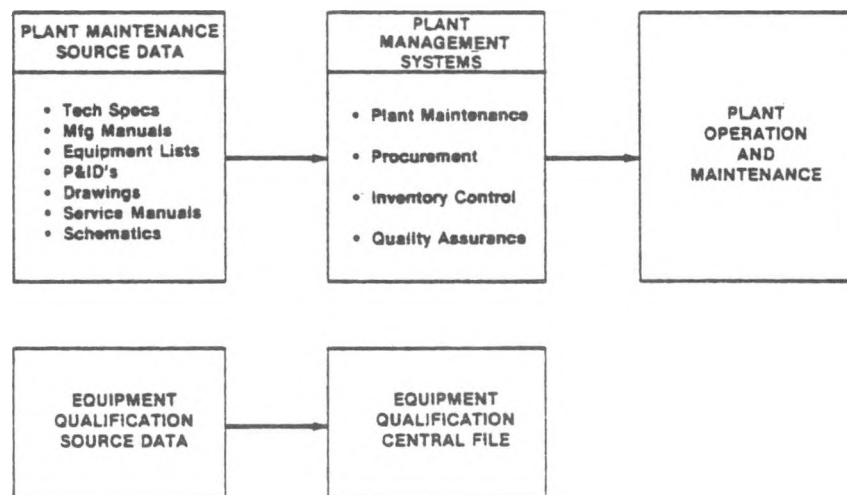 PLANT MAINTENANCE
SOURCE DATA
• Tech Specs
• Mfg Manuals
• Equipment Lists
• P&ID's
• Drawings
• Service Manuals
• Schematics
PLANT
MANAGEMENT
SYSTEMS
• Plant Maintenance
• Procurement
• Inventory Control
• Quality Assurance
PLANT
OPERATION
AND
MAINTENANCE
EQUIPMENT
QUALIFICATION
SOURCE DATA
EQUIPMENT
QUALIFICATION
CENTRAL FILE